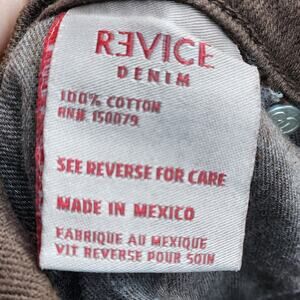 REVICE
DENIM
100% COTTON
RN#: 150079
SEE REVERSE FOR CARE
MADE IN MEXICO
FABRIQUE AU MEXIQUE
VIT REVERSE POUR SOIN